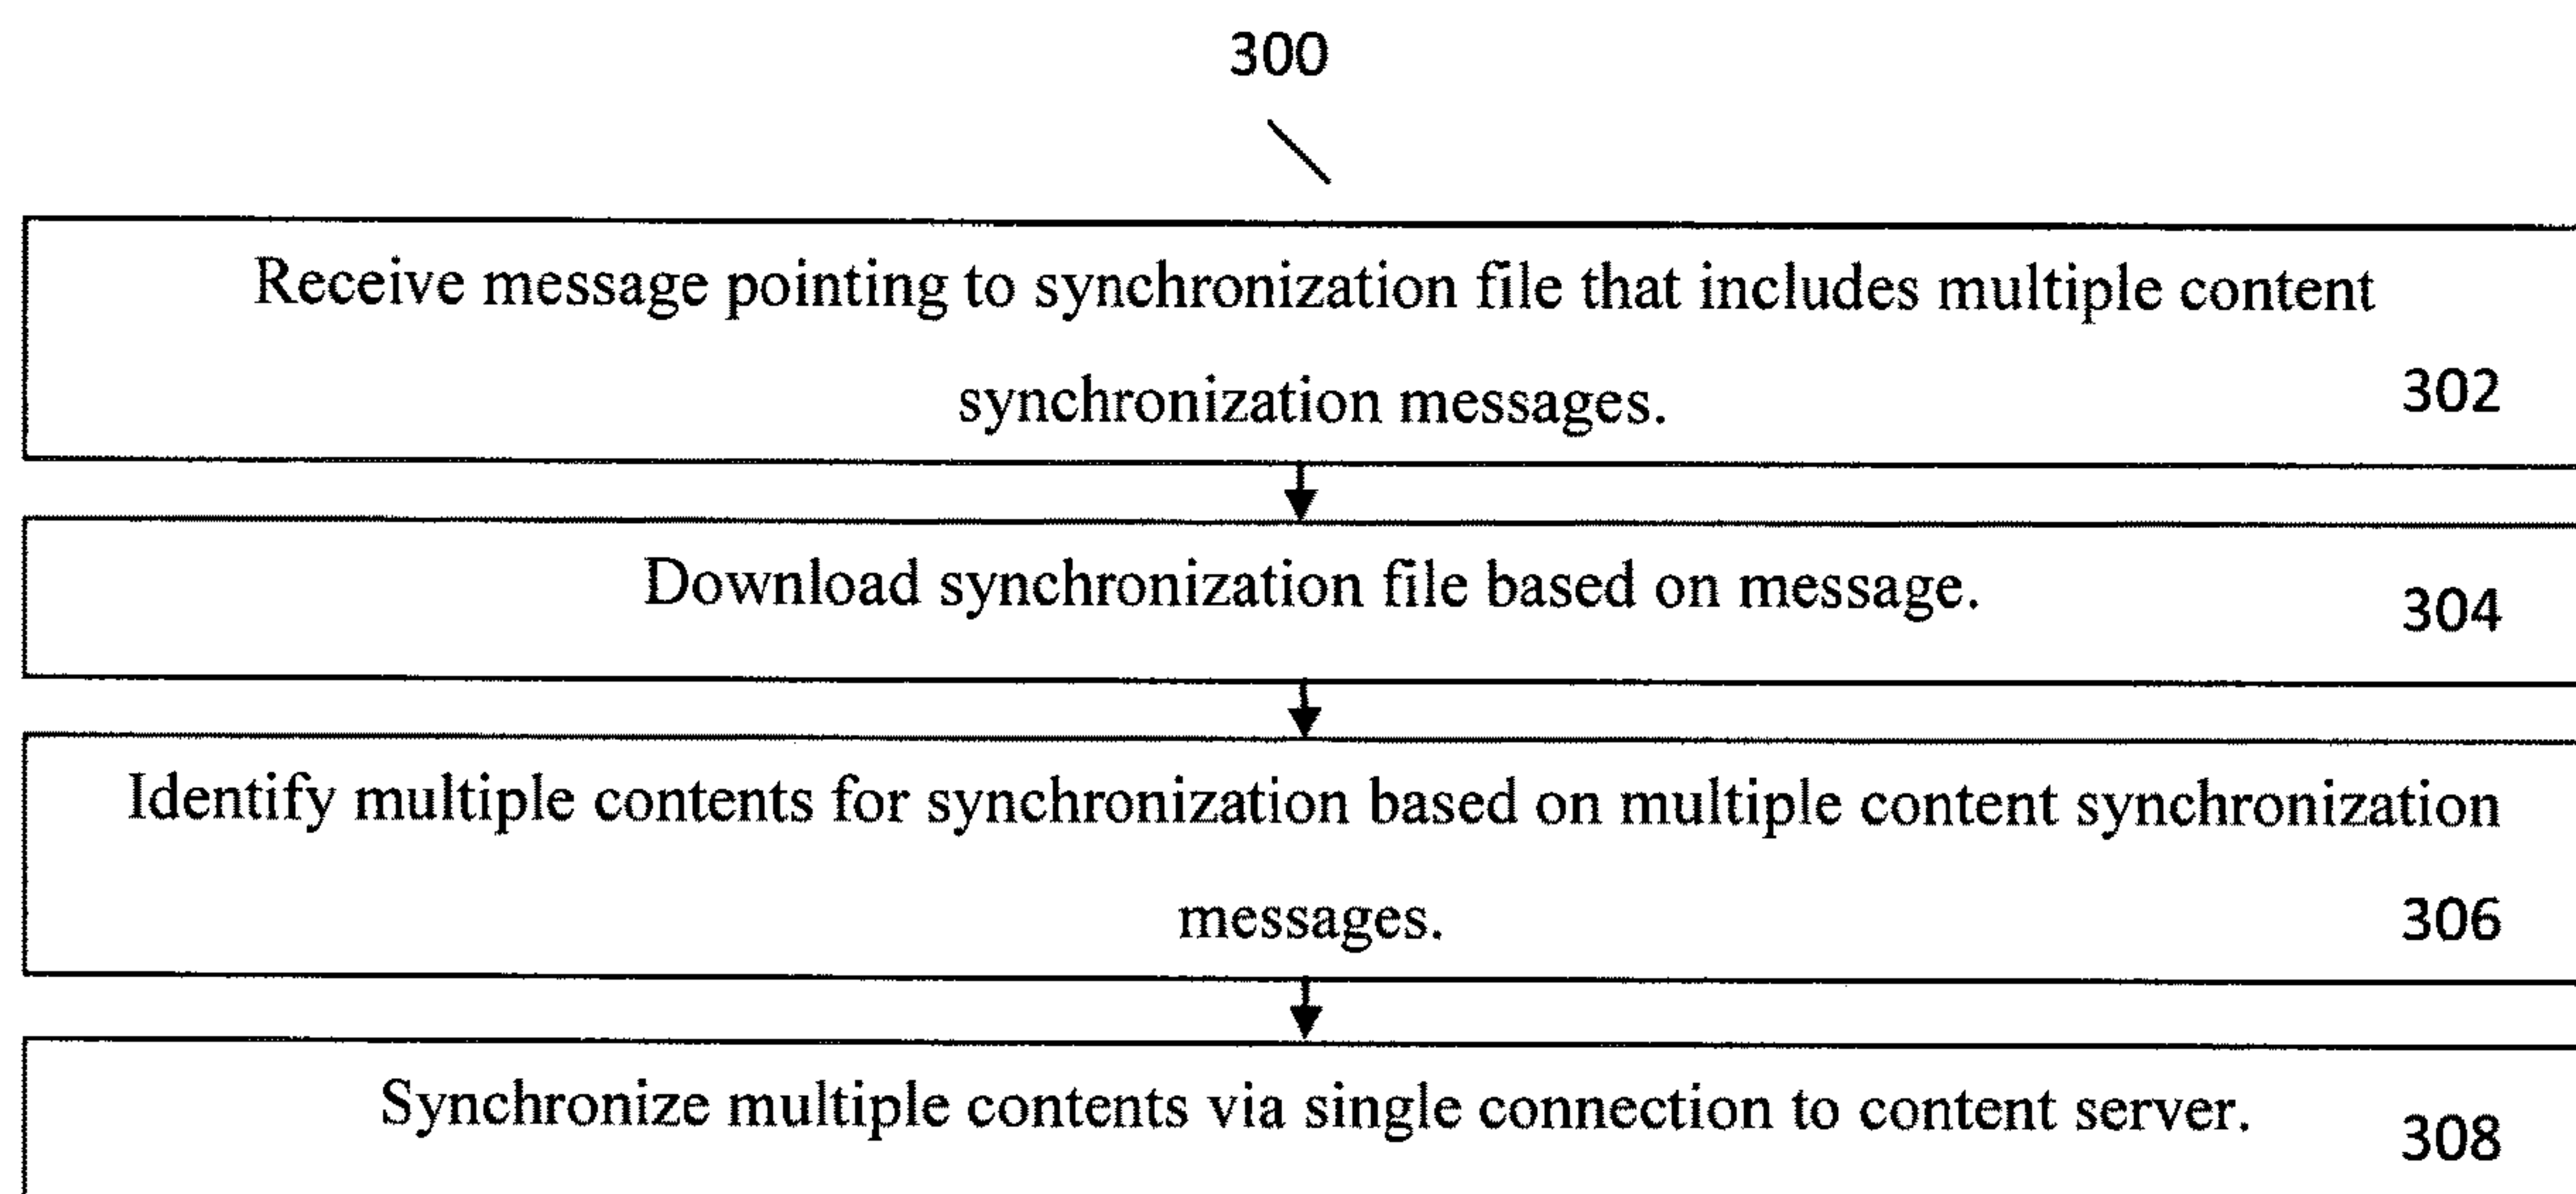 300
Receive message pointing to synchronization file that includes multiple content
synchronization messages.
302
Download synchronization file based on message.
304
Identify multiple contents for synchronization based on multiple content synchronization
messages.
306
Synchronize multiple contents via single connection to content server.
308